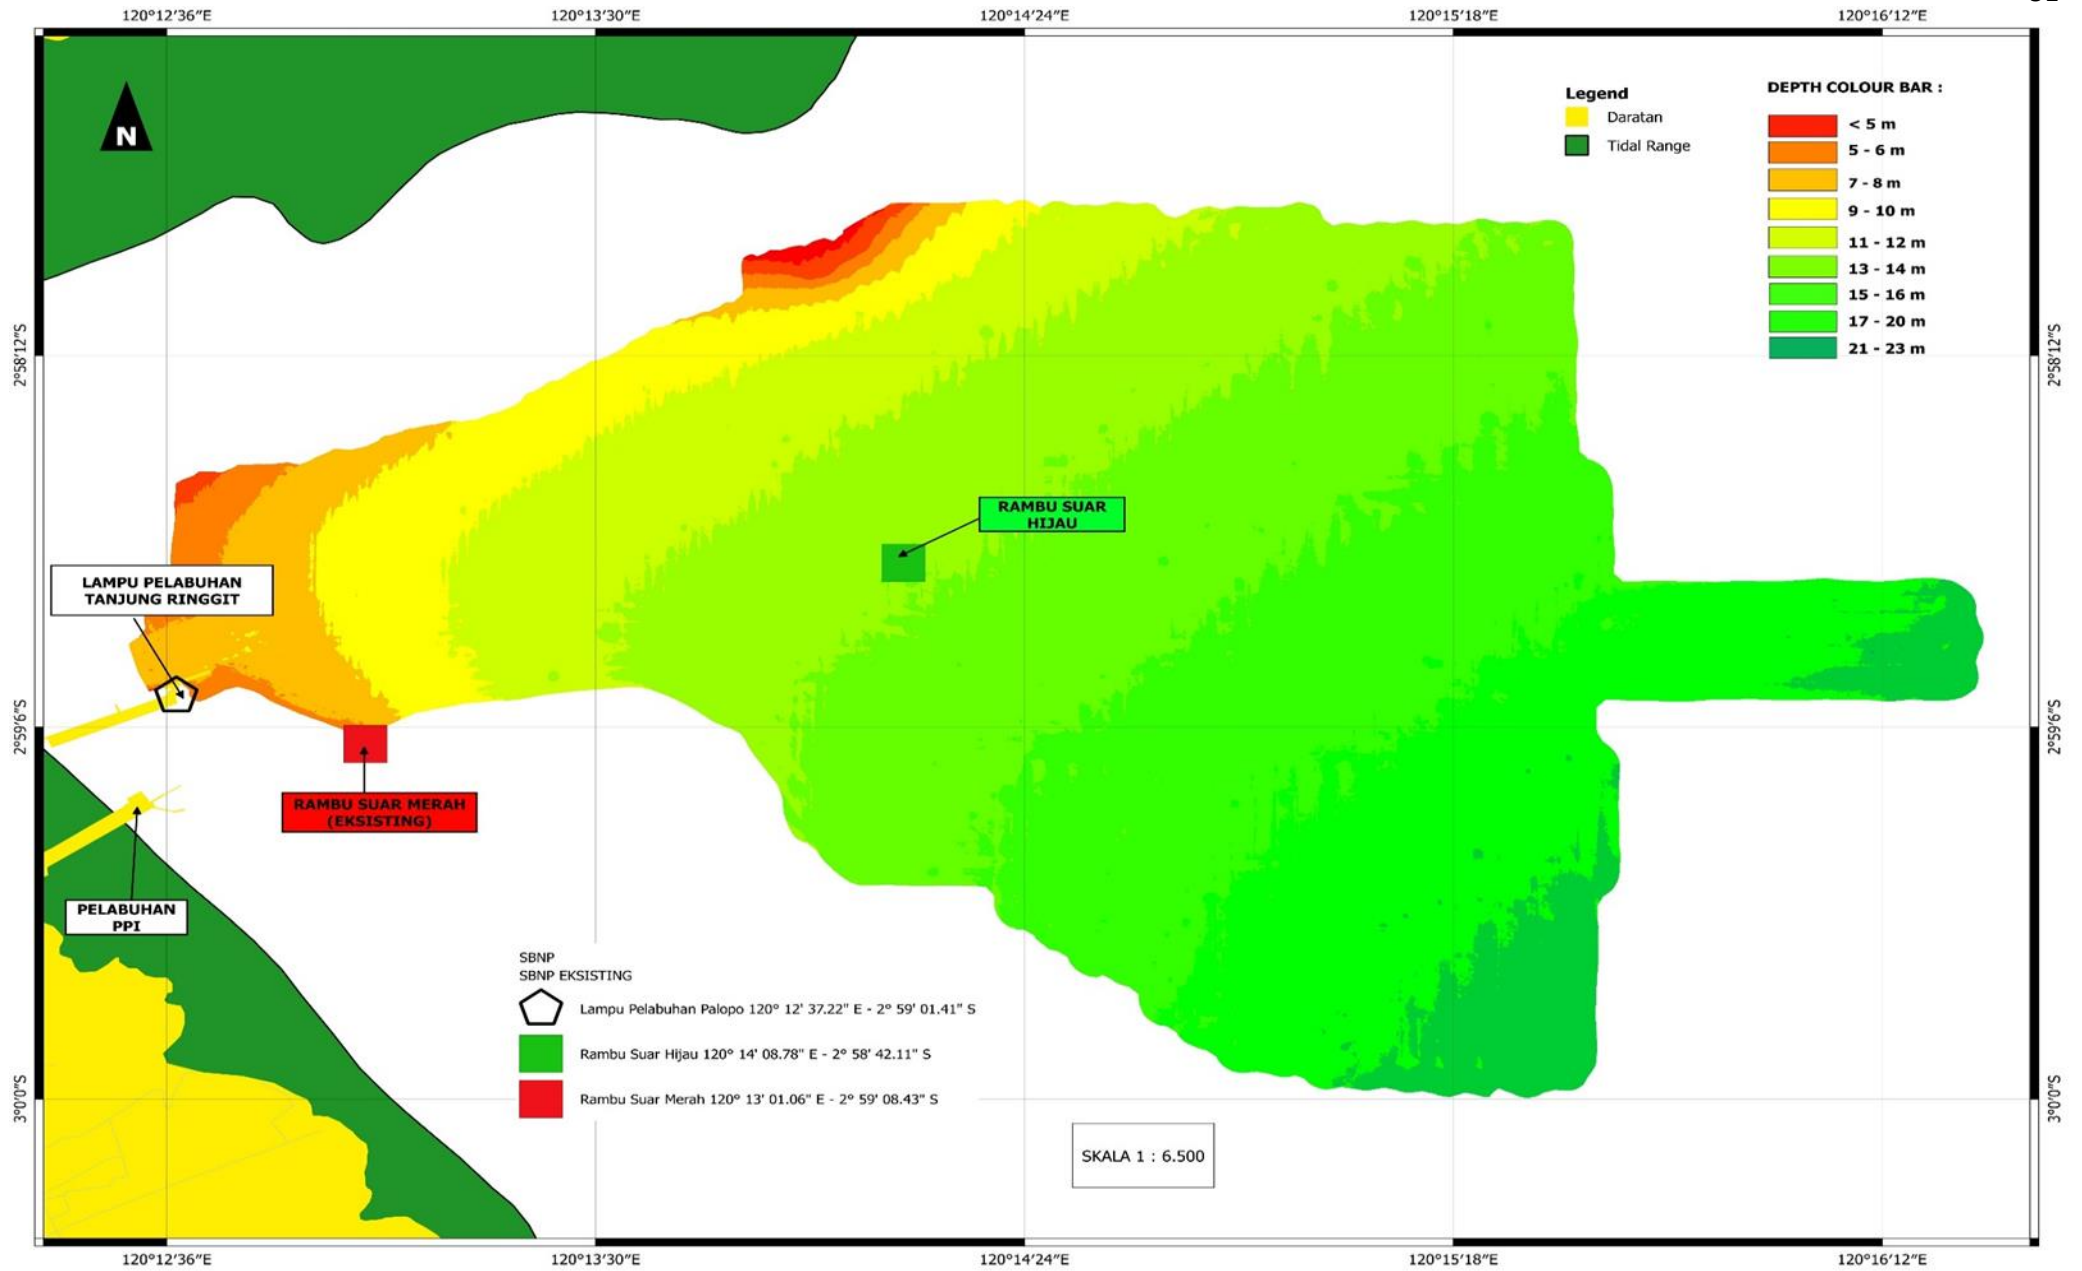 120°12'36"E
120°13'30"E
120°14'24"E
120°15'18"E
120°16'12"E
N
Legend
Daratan
Tidal Range
DEPTH COLOUR BAR :
< 5 m
5 - 6 m
7 - 8 m
9 - 10 m
11 - 12 m
13 - 14 m
15 - 16 m
17 - 20 m
21 - 23 m
2°58'12"S
2°58'12"S
RAMBU SUAR
HIJAU
LAMPU PELABUHAN
TANJUNG RINGGIT
2°59'6"S
2°59'6"S
RAMBU SUAR MERAH
(EKSISTING)
PELABUHAN
PPI
SBNP
SBNP EKSISTING
Lampu Pelabuhan Palopo 120° 12' 37.22" E - 2° 59' 01.41" S
Rambu Suar Hijau 120° 14' 08.78" E - 2° 58' 42.11" S
Rambu Suar Merah 120° 13' 01.06" E - 2° 59' 08.43" S
3°0'0"S
3°0'0"S
SKALA 1 : 6.500
120°12'36"E
120°13'30"E
120°14'24"E
120°15'18"E
120°16'12"E